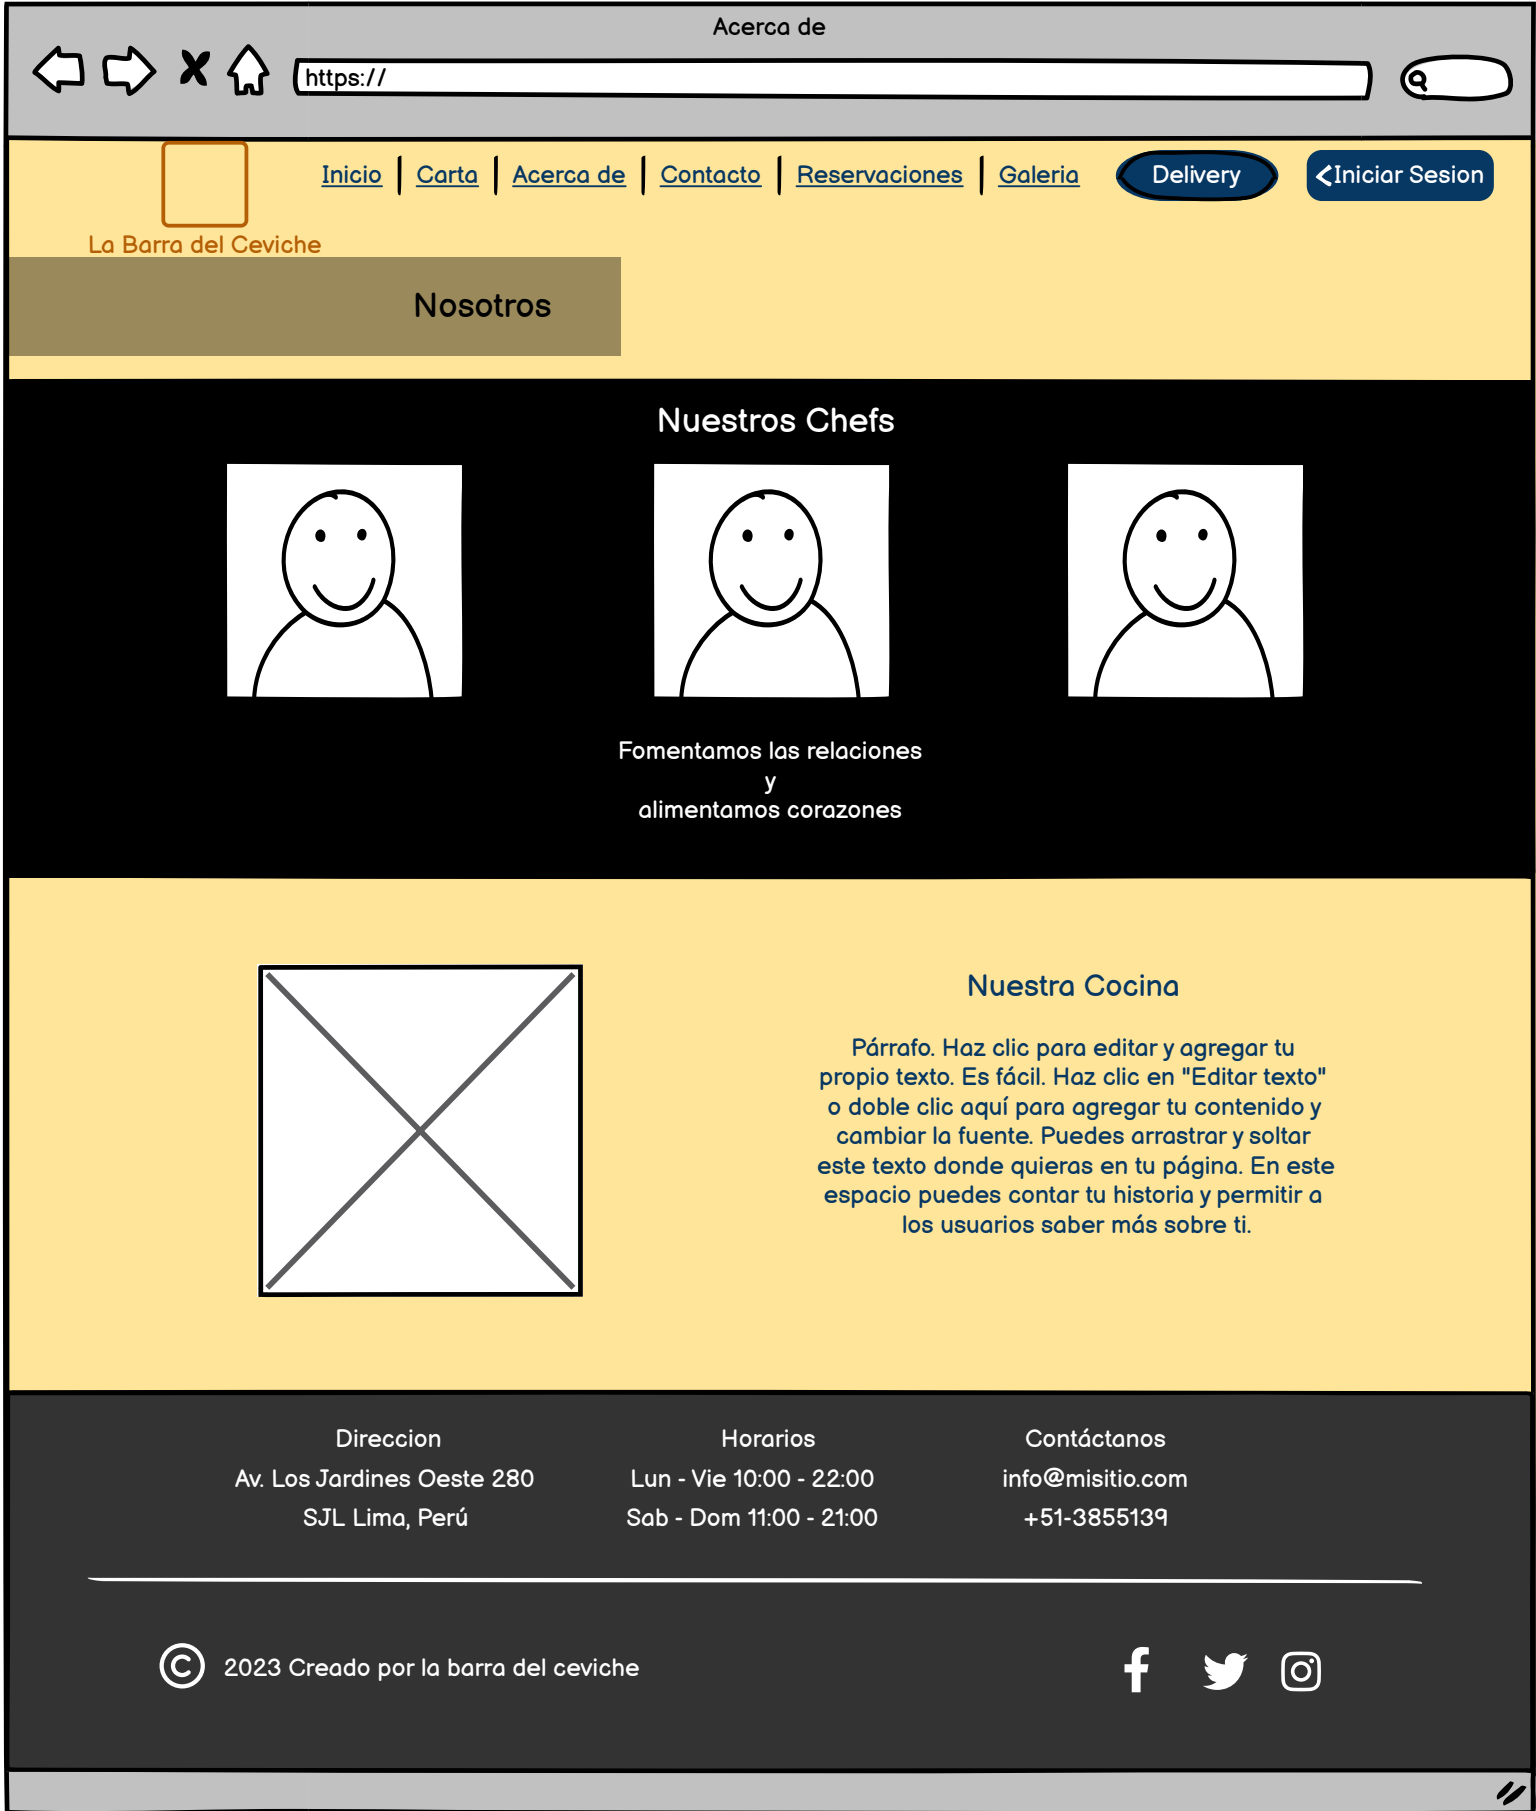 Acerca de
https://
Inicio Carta Acerca de Contacto Reservaciones Galeria Delivery Iniciar Sesion
La Barra del Ceviche
Nosotros
Nuestros Chefs
Fomentamos las relaciones
y
alimentamos corazones
Nuestra Cocina
Párrafo. Haz clic para editar y agregar tu
propio texto. Es fácil. Haz clic en "Editar texto"
o doble clic aquí para agregar tu contenido y
cambiar la fuente. Puedes arrastrar y soltar
este texto donde quieras en tu página. En este
espacio puedes contar tu historia y permitir a
los usuarios saber más sobre ti.
Direccion
Av. Los Jardines Oeste 280
SJL Lima, Perú
Horarios
Lun - Vie 10:00 - 22:00
Sab - Dom 11:00 - 21:00
Contáctanos
info@misitio.com
+51-3855139
© 2023 Creado por la barra del ceviche